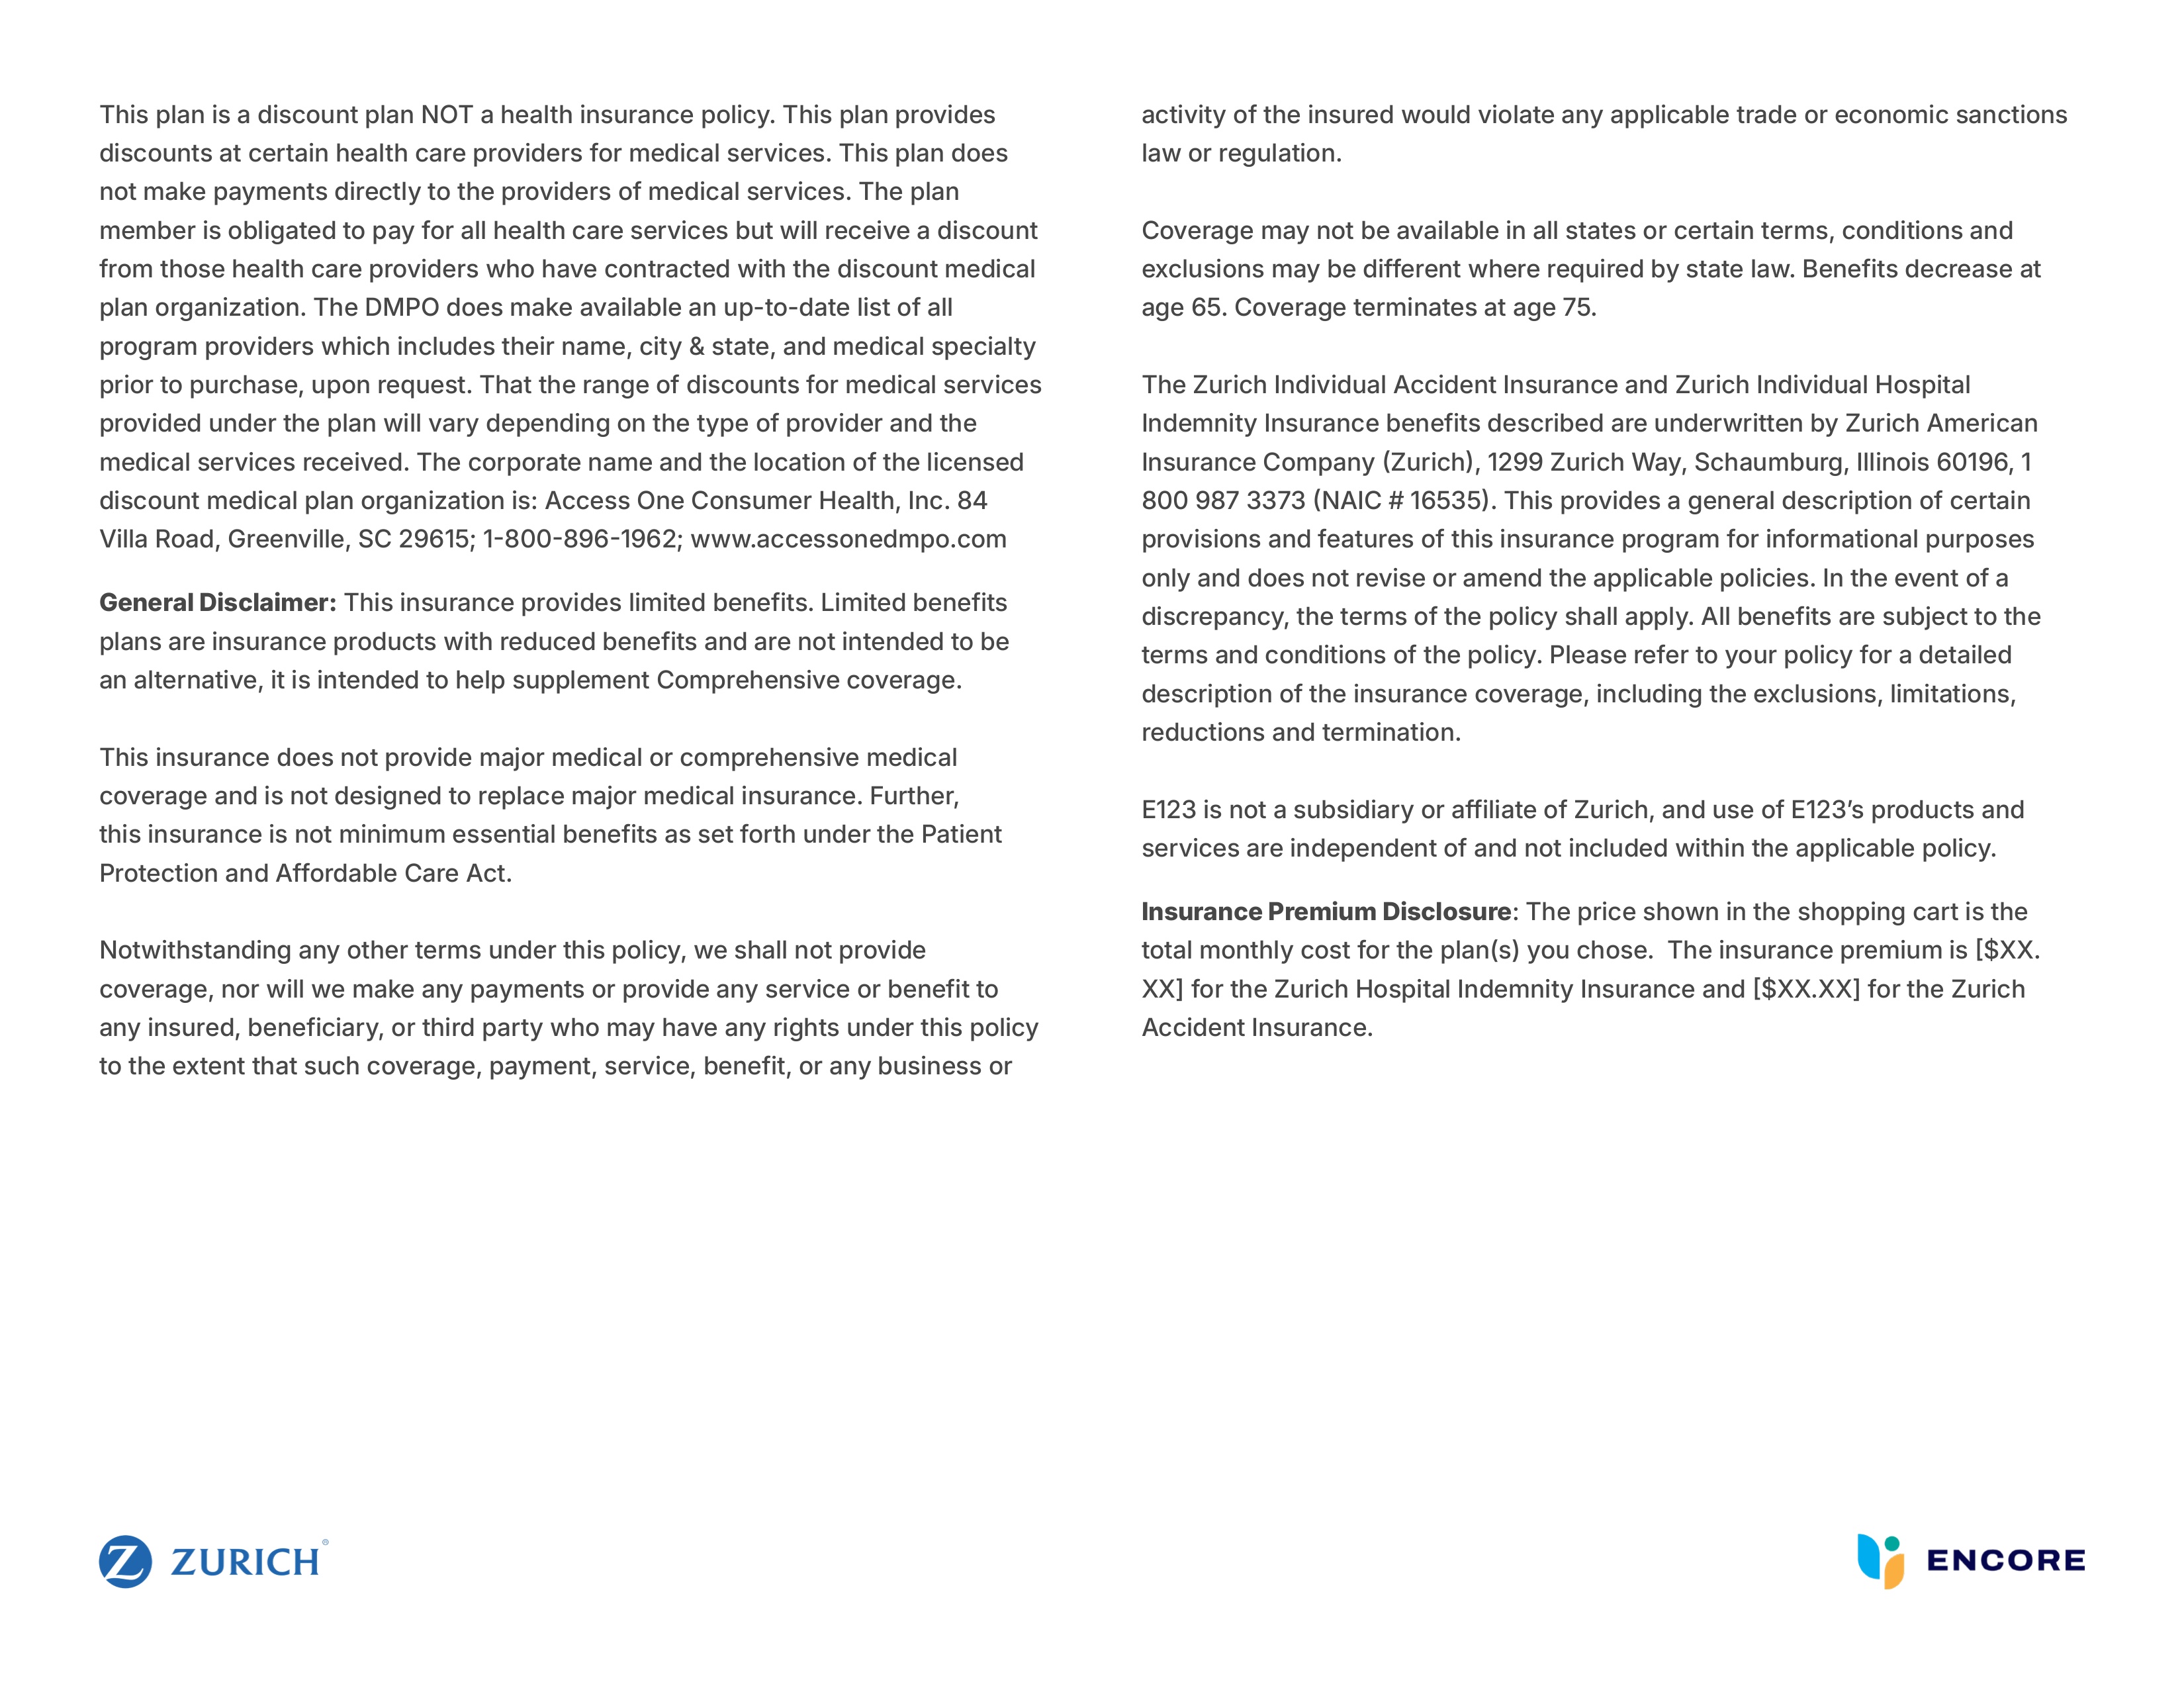 This plan is a discount plan NOT a health insurance policy. This plan provides
discounts at certain health care providers for medical services. This plan does
not make payments directly to the providers of medical services. The plan
member is obligated to pay for all health care services but will receive a discount
from those health care providers who have contracted with the discount medical
plan organization. The DMPO does make available an up-to-date list of all
program providers which includes their name, city & state, and medical specialty
prior to purchase, upon request. That the range of discounts for medical services
provided under the plan will vary depending on the type of provider and the
medical services received. The corporate name and the location of the licensed
discount medical plan organization is: Access One Consumer Health, Inc. 84
Villa Road, Greenville, SC 29615; 1-800-896-1962; www.accessonedmpo.com
General Disclaimer: This insurance provides limited benefits. Limited benefits
plans are insurance products with reduced benefits and are not intended to be
an alternative, it is intended to help supplement Comprehensive coverage.
This insurance does not provide major medical or comprehensive medical
coverage and is not designed to replace major medical insurance. Further,
this insurance is not minimum essential benefits as set forth under the Patient
Protection and Affordable Care Act.
Notwithstanding any other terms under this policy, we shall not provide
coverage, nor will we make any payments or provide any service or benefit to
any insured, beneficiary, or third party who may have any rights under this policy
to the extent that such coverage, payment, service, benefit, or any business or
activity of the insured would violate any applicable trade or economic sanctions
law or regulation.
Coverage may not be available in all states or certain terms, conditions and
exclusions may be different where required by state law. Benefits decrease at
age 65. Coverage terminates at age 75.
The Zurich Individual Accident Insurance and Zurich Individual Hospital
Indemnity Insurance benefits described are underwritten by Zurich American
Insurance Company (Zurich), 1299 Zurich Way, Schaumburg, Illinois 60196, 1
800 987 3373 (NAIC # 16535). This provides a general description of certain
provisions and features of this insurance program for informational purposes
only and does not revise or amend the applicable policies. In the event of a
discrepancy, the terms of the policy shall apply. All benefits are subject to the
terms and conditions of the policy. Please refer to your policy for a detailed
description of the insurance coverage, including the exclusions, limitations,
reductions and termination.
E123 is not a subsidiary or affiliate of Zurich, and use of E123’s products and
services are independent of and not included within the applicable policy.
Insurance Premium Disclosure: The price shown in the shopping cart is the
total monthly cost for the plan(s) you chose.  The insurance premium is [$XX.
XX] for the Zurich Hospital Indemnity Insurance and [$XX.XX] for the Zurich
Accident Insurance.
Z ZURICH®
ENCORE